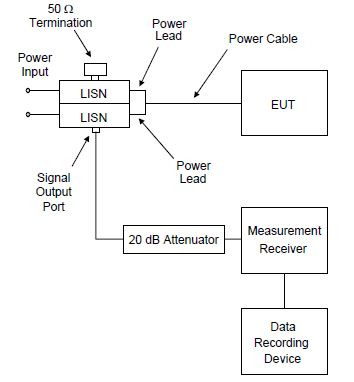 50 Ω
Termination
Power
Lead
Power Cable
Power
Input
LISN
LISN
EUT
Signal
Output
Port
Power
Lead
20 dB Attenuator
Measurement
Receiver
Data
Recording
Device